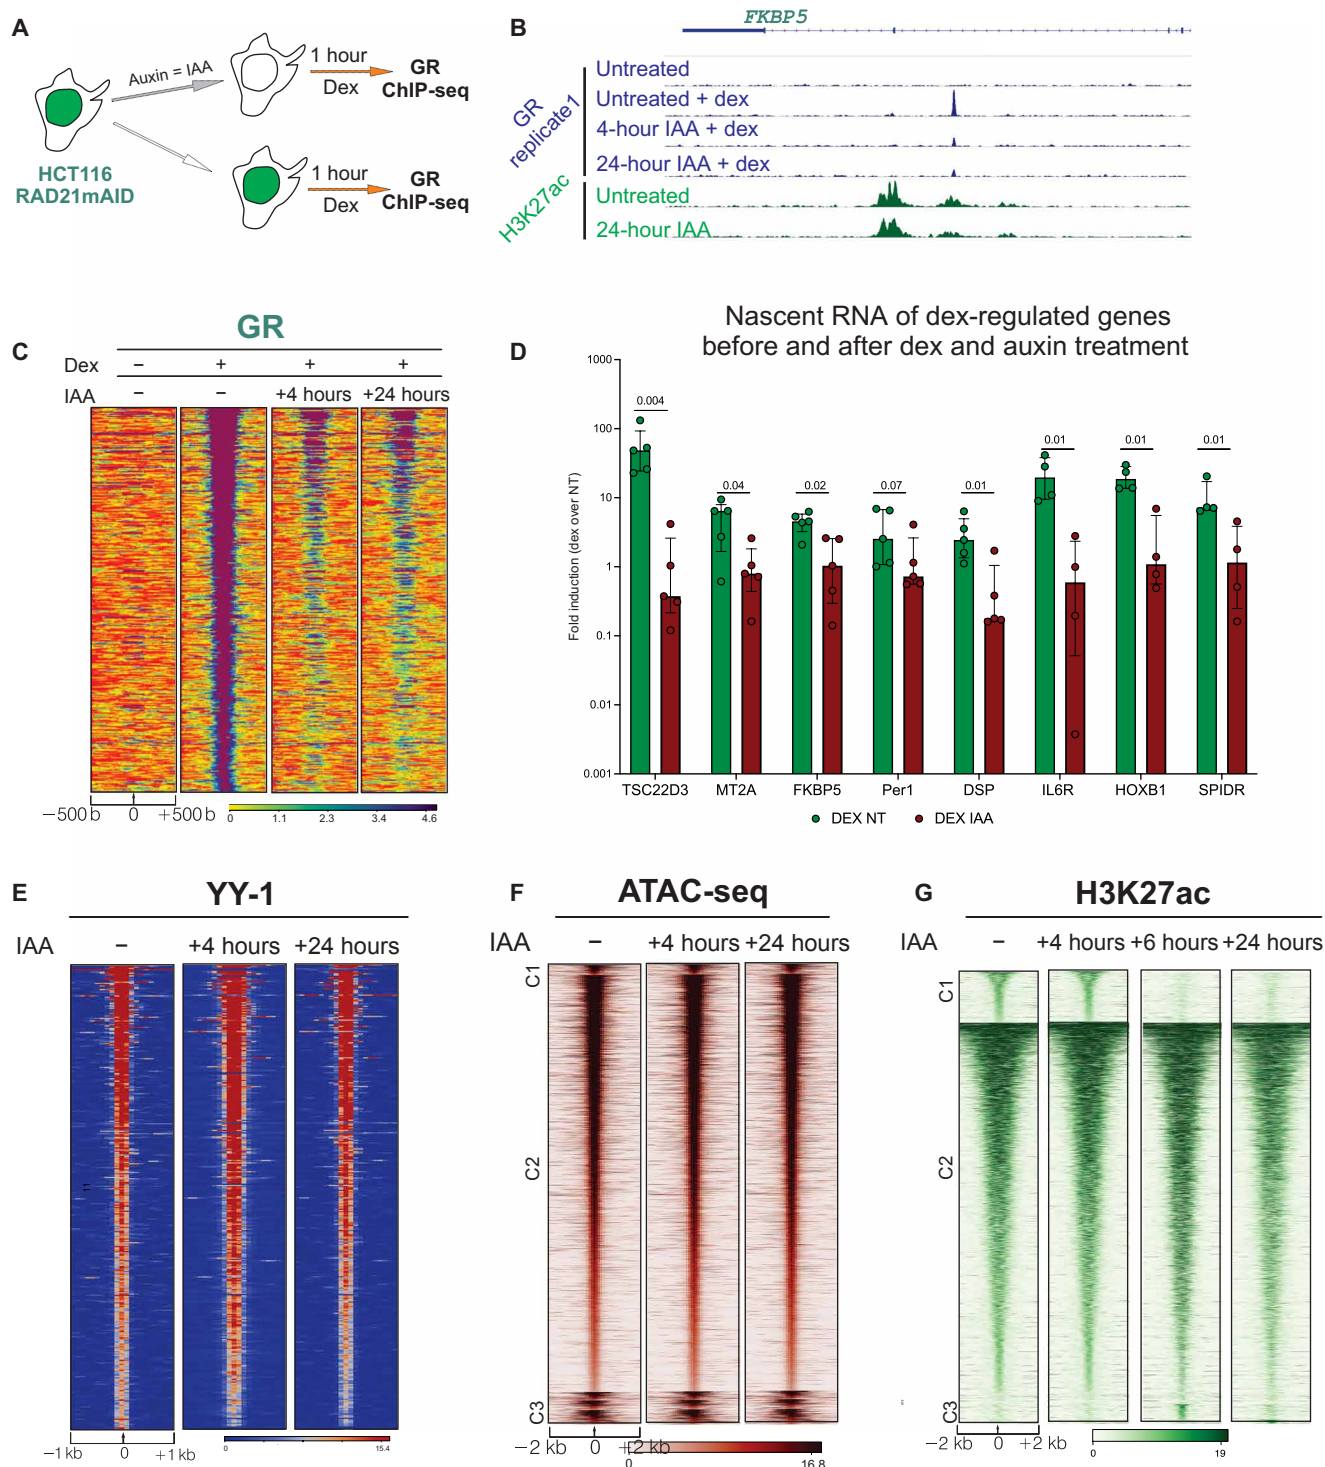 A
Auxin = IAA
1 hour
Dex
GR
ChIP-seq
HCT116
RAD21mAID
1 hour
Dex
GR
ChIP-seq
B
FKBP5
GR
replicate1
Untreated
Untreated + dex
4-hour IAA + dex
24-hour IAA + dex
H3K27ac
Untreated
24-hour IAA
C
GR
Dex − + + +
IAA − − +4 hours +24 hours
−500 b 0 +500 b
0 1.1 2.3 3.4 4.6
D
Nascent RNA of dex-regulated genes
before and after dex and auxin treatment
Fold induction (dex over NT)
1000
100
10
1
0.1
0.01
0.001
0.004
0.04
0.02
0.07
0.01
0.01
0.01
0.01
TSC22D3 MT2A FKBP5 Per1 DSP IL6R HOXB1 SPIDR
DEX NT DEX IAA
E
YY-1
IAA − +4 hours +24 hours
−1 kb 0 +1 kb
0 15.4
F
ATAC-seq
IAA − +4 hours +24 hours
C1
C2
C3
−2 kb 0 +2 kb
0 16.8
G
H3K27ac
IAA − +4 hours +6 hours +24 hours
C1
C2
C3
−2 kb 0 +2 kb
0 19